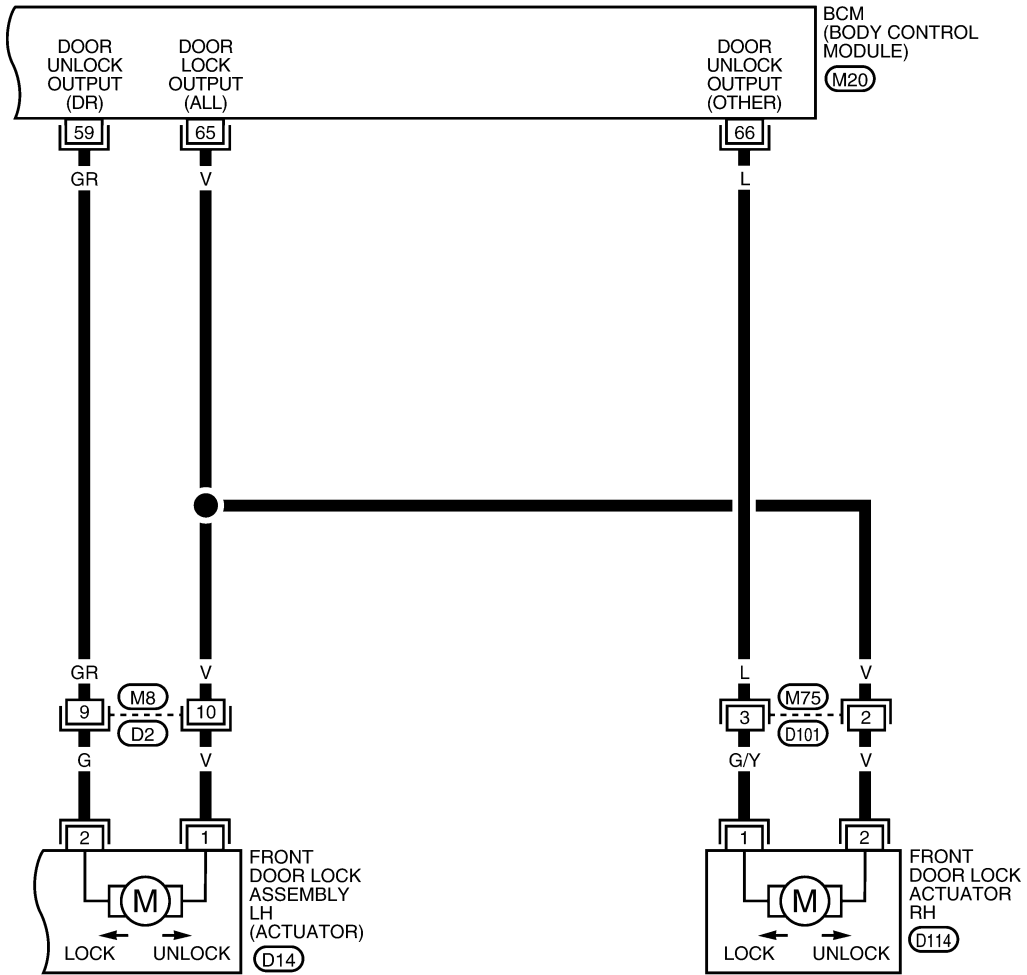 BCM
(BODY CONTROL
MODULE)
M20
DOOR
UNLOCK
OUTPUT
(DR)
DOOR
LOCK
OUTPUT
(ALL)
DOOR
UNLOCK
OUTPUT
(OTHER)
59
65
66
GR
V
L
GR
V
L
V
9
M8
D2
10
3
M75
D101
2
G
V
G/Y
V
2
1
1
2
M
LOCK
UNLOCK
FRONT
DOOR LOCK
ASSEMBLY
LH
(ACTUATOR)
D14
M
LOCK
UNLOCK
FRONT
DOOR LOCK
ACTUATOR
RH
D114